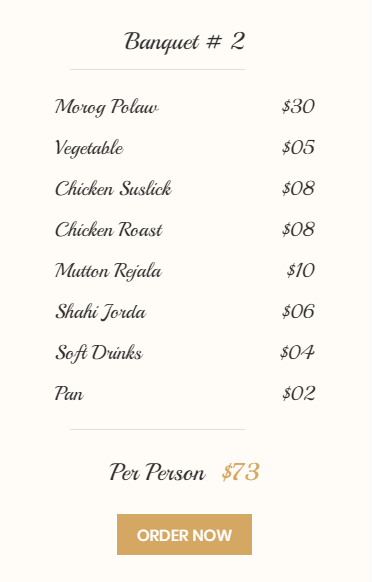 Banquet # 2
Morog Polaw $30
Vegetable $05
Chicken Suslick $08
Chicken Roast $08
Mutton Rejala $10
Shahi Jorda $06
Soft Drinks $04
Pan $02
Per Person $73
ORDER NOW